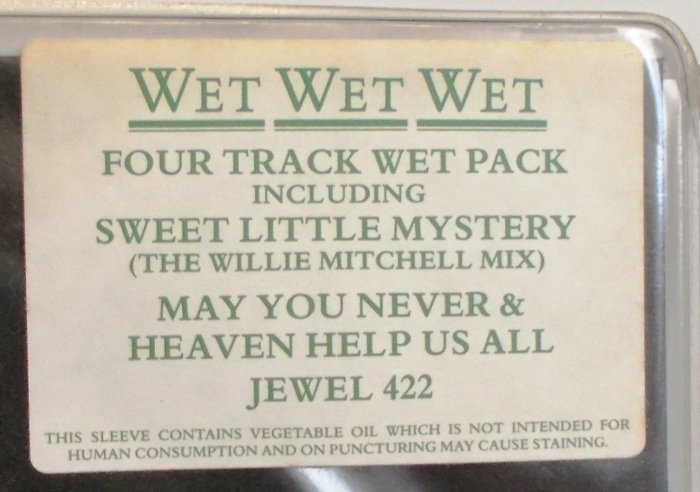 WET WET WET
FOUR TRACK WET PACK
INCLUDING
SWEET LITTLE MYSTERY
(THE WILLIE MITCHELL MIX)
MAY YOU NEVER &
HEAVEN HELP US ALL
JEWEL 422
THIS SLEEVE CONTAINS VEGETABLE OIL WHICH IS NOT INTENDED FOR
HUMAN CONSUMPTION AND ON PUNCTURING MAY CAUSE STAINING.